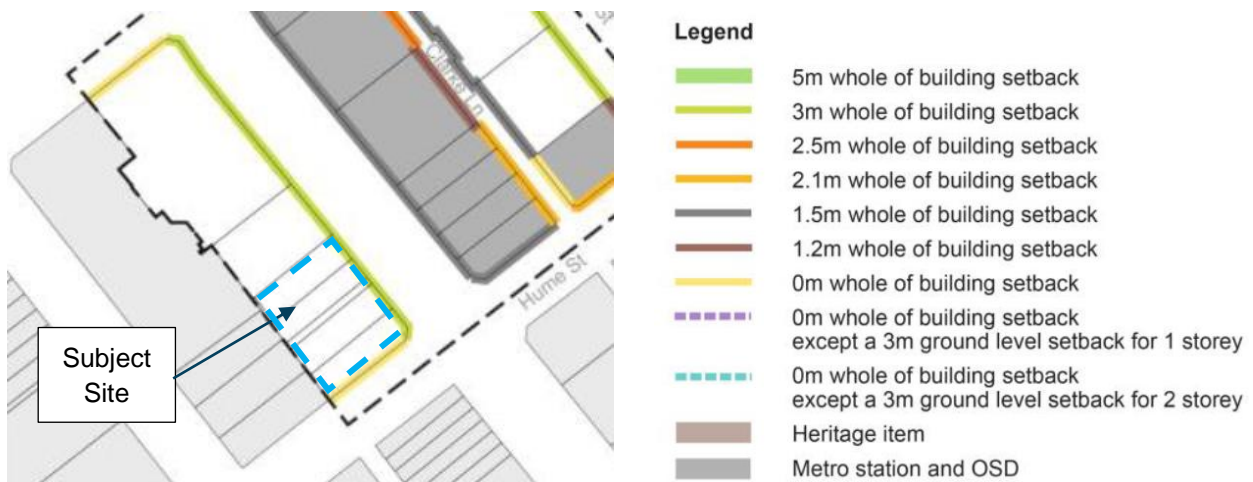 Clarke Ln
Hume St
St
Subject
Site
Legend
5m whole of building setback
3m whole of building setback
2.5m whole of building setback
2.1m whole of building setback
1.5m whole of building setback
1.2m whole of building setback
0m whole of building setback
0m whole of building setback
except a 3m ground level setback for 1 storey
0m whole of building setback
except a 3m ground level setback for 2 storey
Heritage item
Metro station and OSD